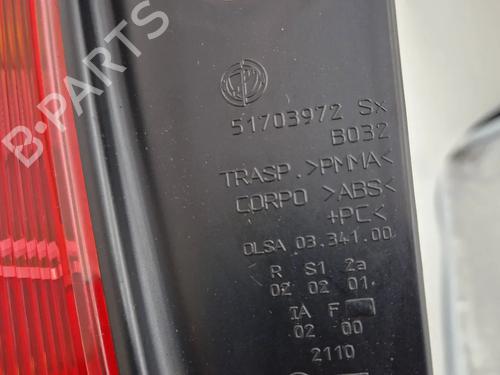 51703972 Sx
B032
TRASP. >PMMA<
CORPO >ABS<
+PC<
OLSA 03.341.00
R S1 2a
02 02 01
IA F
02 00
2110
B-PARTS